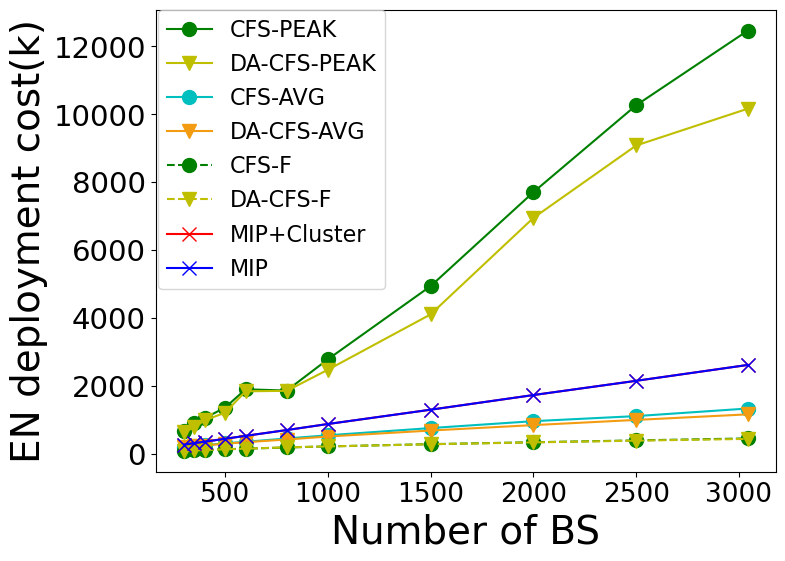 EN deployment cost(k)
12000
10000
8000
6000
4000
2000
0
CFS-PEAK
DA-CFS-PEAK
CFS-AVG
DA-CFS-AVG
CFS-F
DA-CFS-F
MIP+Cluster
MIP
500 1000 1500 2000 2500 3000
Number of BS